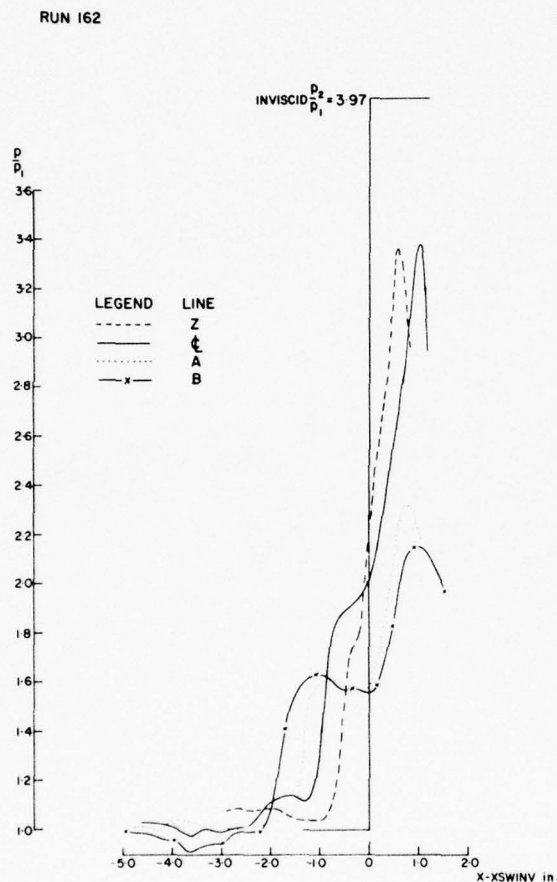 RUN 162
INVISCID p2/p1 = 3·97
p/p1
3·6
3·4
3·2
3·0
2·8
2·6
2·4
2·2
2·0
1·8
1·6
1·4
1·2
1·0
LEGEND LINE
Z
℄
A
B
-5·0 -4·0 -3·0 -2·0 -1·0 0 1·0 2·0
X-XSWINV in